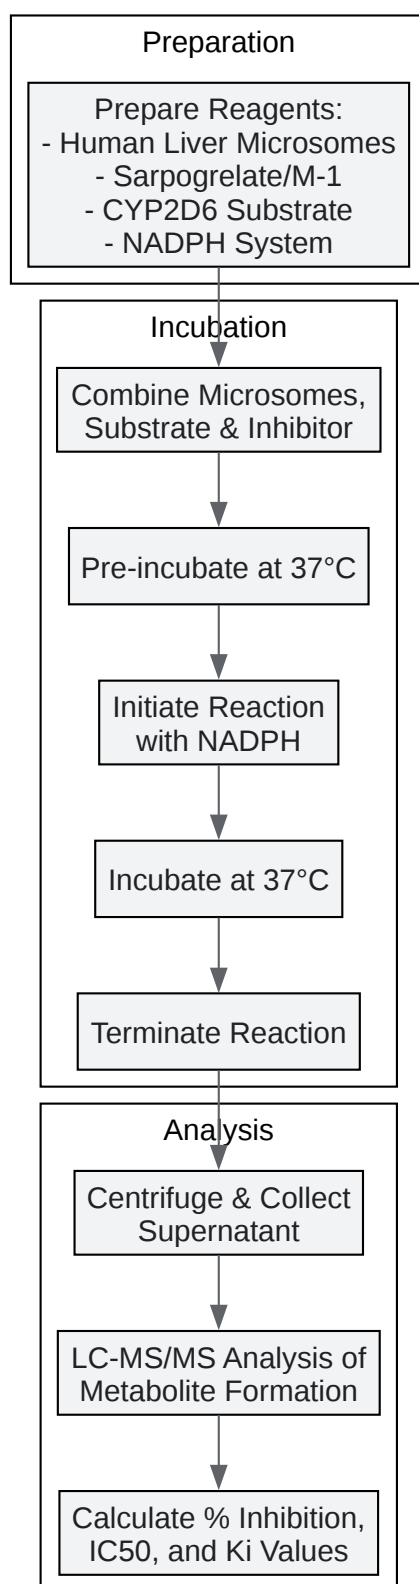 Preparation
Prepare Reagents:
- Human Liver Microsomes
- Sarpogrelate/M-1
- CYP2D6 Substrate
- NADPH System
Incubation
Combine Microsomes,
Substrate & Inhibitor
Pre-incubate at 37°C
Initiate Reaction
with NADPH
Incubate at 37°C
Terminate Reaction
Analysis
Centrifuge & Collect
Supernatant
LC-MS/MS Analysis of
Metabolite Formation
Calculate % Inhibition,
IC50, and Ki Values